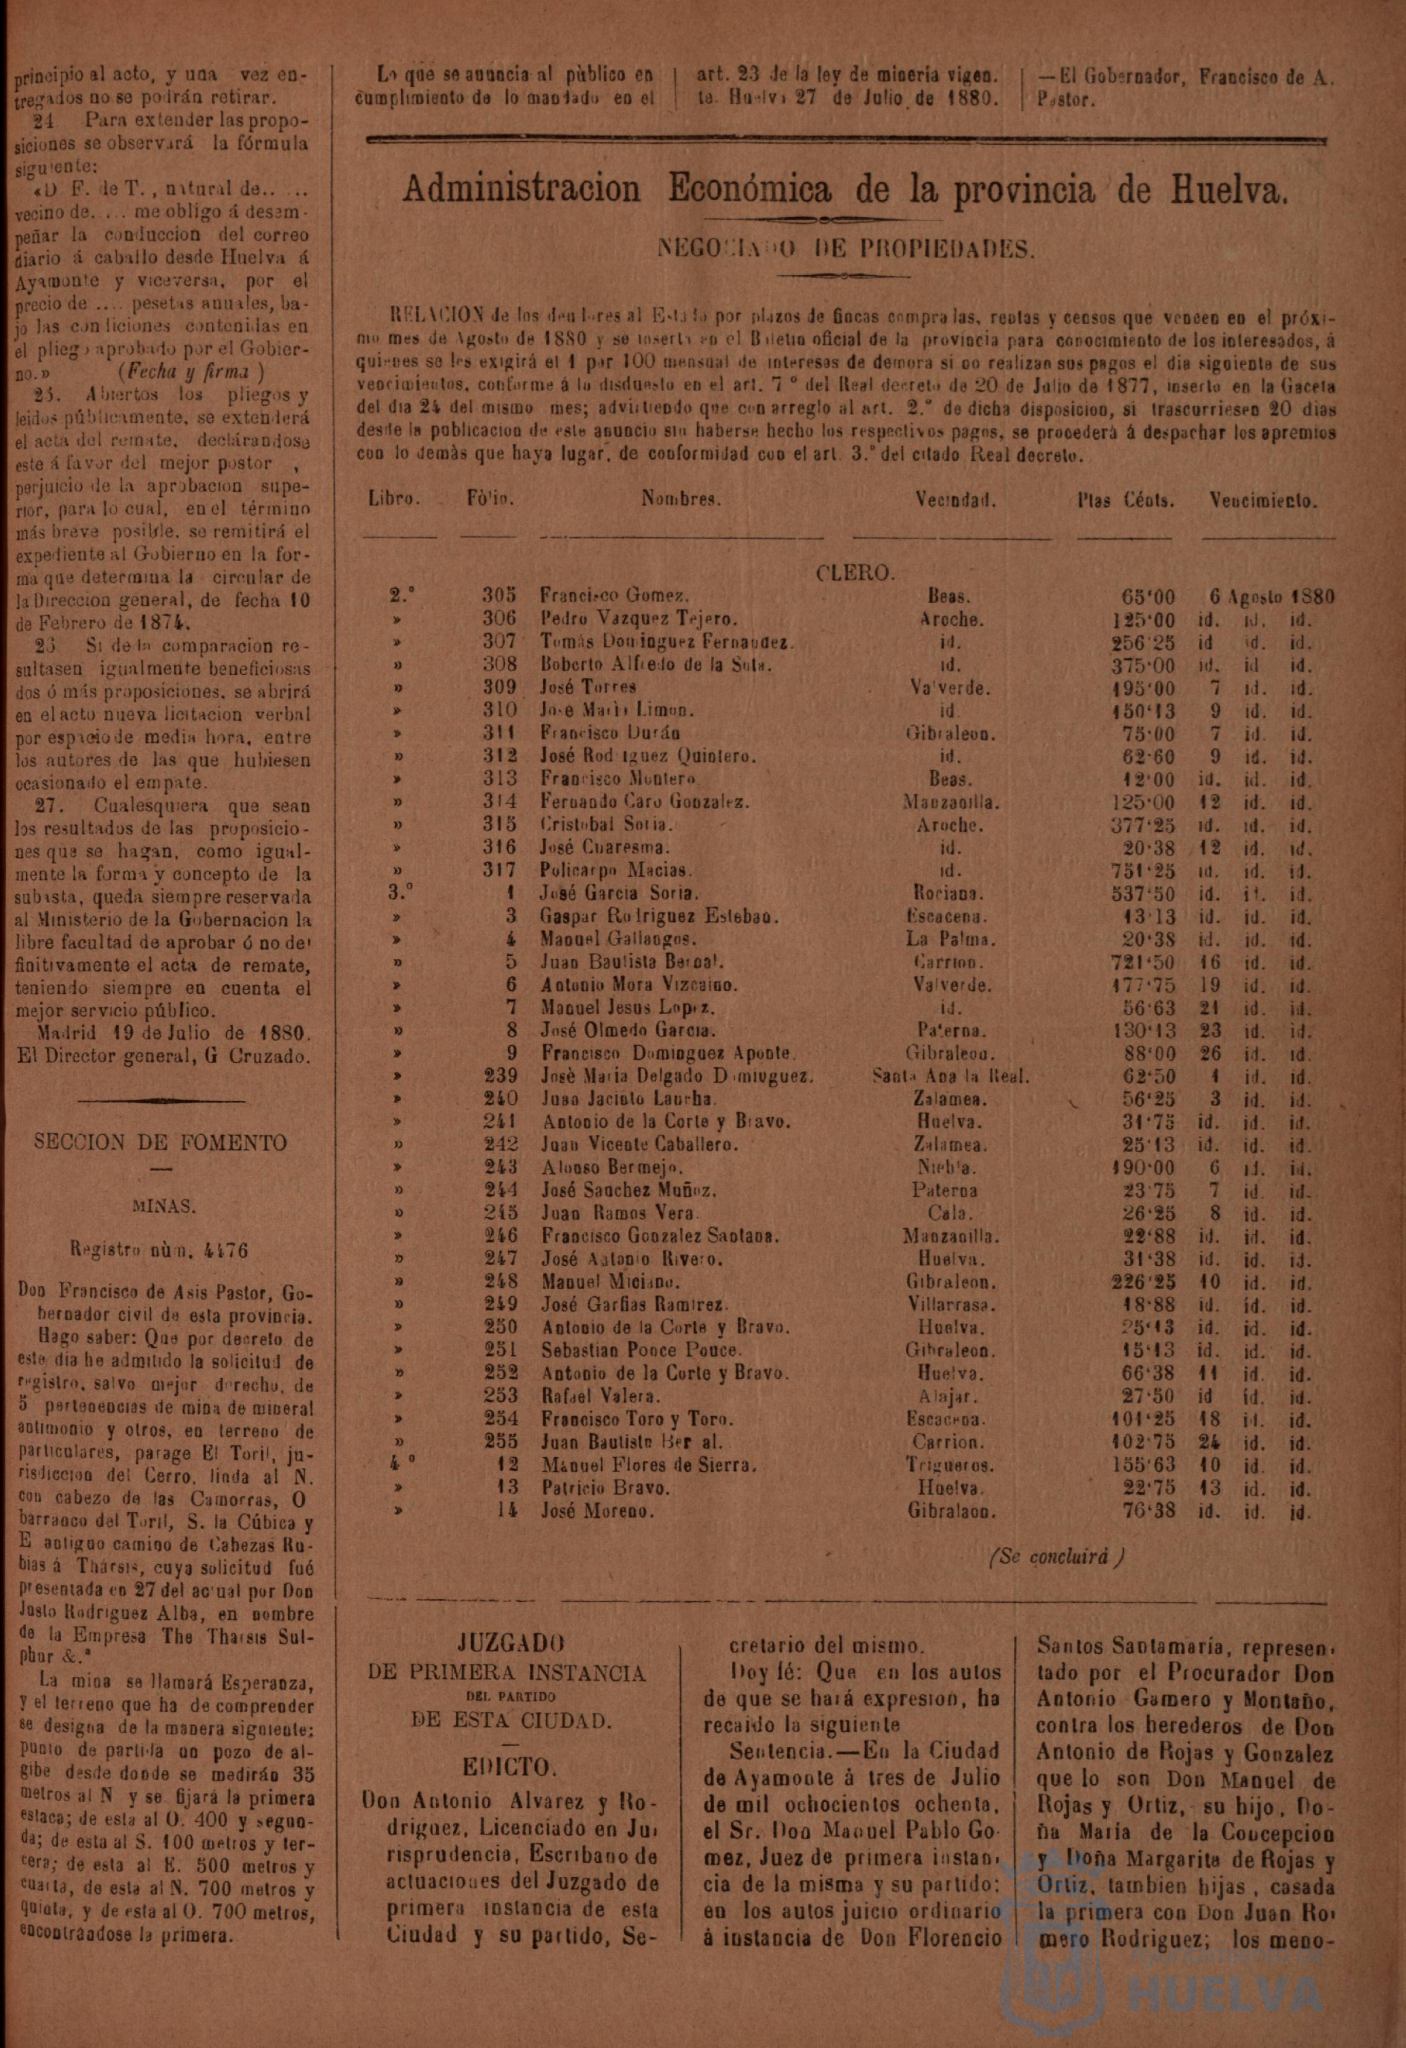 principio al acto, y una vez en-
tregados no se podrán retirar.
24. Para extender las propo-
siciones se observará la fórmula
siguiente:
«D. F. de T., natural de.. ...
vecino de. ... me obligo á desem-
peñar la conduccion del correo
diario á caballo desde Huelva á
Ayamonte y viceversa, por el
precio de .... pesetas anuales, ba-
jo las condiciones contenidas en
el pliego aprobado por el Gobier-
no.» (Fecha y firma )
25. Abiertos los pliegos y
leidos públicamente, se extenderá
el acta del remate, declárandose
este á favor del mejor postor ,
perjuicio de la aprobacion supe-
rior, para lo cual, en el término
más breve posible, se remitirá el
expediente al Gobierno en la for-
ma que determina la circular de
la Direccion general, de fecha 10
de Febrero de 1874.
26. Si de la comparacion re-
sultasen igualmente beneficiosas
dos ó más proposiciones, se abrirá
en el acto nueva licitacion verbal
por espacio de media hora, entre
los autores de las que hubiesen
ocasionado el empate.
27. Cualesquiera que sean
los resultados de las proposicio-
nes que se hagan, como igual-
mente la forma y concepto de la
subasta, queda siempre reservada
al Ministerio de la Gobernacion la
libre facultad de aprobar ó no de-
finitivamente el acta de remate,
teniendo siempre en cuenta el
mejor servicio público.
Madrid 19 de Julio de 1880.
El Director general, G Cruzado.
SECCION DE FOMENTO
MINAS.
Registro nùm. 4476
Don Francisco de Asis Pastor, Go-
bernador civil de esta provincia.
Hago saber: Que por decreto de
este dia he admitido la solicitud de
registro, salvo mejor derecho, de
5 pertenencias de mina de mineral
antimonio y otros, en terreno de
particulares, parage El Toril, ju-
risdiccion del Cerro, linda al N.
con cabezo de las Camorras, O
barranco del Toril, S. la Cúbica y
E antiguo camino de Cabezas Ru-
bias á Thársis, cuya solicitud fué
presentada en 27 del actual por Don
Justo Rodriguez Alba, en nombre
de la Empresa The Tharsis Sul-
phur &.ª
La mina se llamará Esperanza,
y el terreno que ha de comprender
se designa de la manera siguiente:
punto de partida un pozo de al-
gibe desde donde se medirán 35
metros al N y se fijará la primera
estaca; de esta al O. 400 y segun-
da; de esta al S. 100 metros y ter-
cera; de esta al E. 500 metros y
cuarta, de esta al N. 700 metros y
quinta, y de esta al O. 700 metros,
encontrándose la primera.
Lo que se anuncia al pùblico en
cumplimiento de lo mandado en el
art. 23 de la ley de mineria vigen.
te. Huelva 27 de Julio de 1880.
—El Gobernador, Francisco de A.
Pastor.
Administracion Económica de la provincia de Huelva.
NEGOCIADO DE PROPIEDADES.
RELACION de los deudores al Estado por plazos de fincas compradas, rentas y censos que vencen en el próxi-
mo mes de Agosto de 1880 y se inserta en el Boletin oficial de la provincia para conocimiento de los interesados, á
quienes se les exigirá el 1 por 100 mensual de intereses de demora si no realizan sus pagos el dia siguiente de sus
vencimientos, conforme á lo disduesto en el art. 7.º del Real decreto de 20 de Julio de 1877, inserto en la Gaceta
del dia 24 del mismo mes; advirtiendo que con arreglo al art. 2.º de dicha disposicion, si trascurriesen 20 dias
desde la publicacion de este anuncio sin haberse hecho los respectivos pagos, se procederá á despachar los apremios
con lo demàs que haya lugar, de conformidad con el art. 3.º del citado Real decreto.
Libro. Fòlio. Nombres. Vecindad. Ptas Cénts. Vencimiento.
CLERO.
2.º 305 Francisco Gomez. Beas. 65'00 6 Agosto 1880
» 306 Pedro Vazquez Tejero. Aroche. 125'00 id. id. id.
» 307 Tomás Dominguez Fernandez. id. 256'25 id id. id.
» 308 Boberto Alfredo de la Sota. id. 375'00 id. id id.
» 309 José Torres Valverde. 195'00 7 id. id.
» 310 José Maria Limon. id. 150'13 9 id. id.
» 311 Francisco Durán Gibraleon. 75'00 7 id. id.
» 312 José Rodriguez Quintero. id. 62'60 9 id. id.
» 313 Francisco Montero. Beas. 12'00 id. id. id.
» 314 Fernando Caro Gonzalez. Manzanilla. 125'00 12 id. id.
» 315 Cristobal Soria. Aroche. 377'25 id. id. id.
» 316 José Cuaresma. id. 20'38 12 id. id.
» 317 Policarpo Macias. id. 751'25 id. id. id.
3.º 1 José Garcia Soria. Rociana. 537'50 id. id. id.
» 3 Gaspar Rodriguez Esteban. Escacena. 13'13 id. id. id.
» 4 Manuel Gallangos. La Palma. 20'38 id. id. id.
» 5 Juan Bautista Bernal. Carrion. 721'50 16 id. id.
» 6 Antonio Mora Vizcaino. Valverde. 177'75 19 id. id.
» 7 Manuel Jesus Lopez. id. 56'63 21 id. id.
» 8 José Olmedo Garcia. Paterna. 130'13 23 id. id.
» 9 Francisco Dominguez Aponte. Gibraleon. 88'00 26 id. id.
» 239 Josè Maria Delgado Dominguez. Santa Ana la Real. 62'50 1 id. id.
» 240 Juan Jacinto Laucha. Zalamea. 56'25 3 id. id.
» 241 Antonio de la Corte y Bravo. Huelva. 31'75 id. id. id.
» 242 Juan Vicente Caballero. Zalamea. 25'13 id. id. id.
» 243 Alonso Bermejo. Niebla. 190'00 6 id. id.
» 244 José Sanchez Muñoz. Paterna 23'75 7 id. id.
» 245 Juan Ramos Vera. Cala. 26'25 8 id. id.
» 246 Francisco Gonzalez Santana. Manzanilla. 22'88 id. id. id.
» 247 José Antonio Rivero. Huelva. 31'38 id. id. id.
» 248 Manuel Miciano. Gibraleon. 226'25 10 id. id.
» 249 José Garfias Ramirez. Villarrasa. 18'88 id. id. id.
» 250 Antonio de la Corte y Bravo. Huelva. 25'13 id. id. id.
» 251 Sebastian Ponce Ponce. Gibraleon. 15'13 id. id. id.
» 252 Antonio de la Corte y Bravo. Huelva. 66'38 11 id. id.
» 253 Rafael Valera. Alajar. 27'50 id id. id.
» 254 Francisco Toro y Toro. Escacena. 101'25 18 id. id.
» 255 Juan Bautista Bernal. Carrion. 102'75 24 id. id.
4.º 12 Manuel Flores de Sierra. Trigueros. 155'63 10 id. id.
» 13 Patricio Bravo. Huelva. 22'75 13 id. id.
» 14 José Moreno. Gibralaon. 76'38 id. id. id.
(Se concluirá )
JUZGADO
DE PRIMERA INSTANCIA
DEL PARTIDO
DE ESTA CIUDAD.
EDICTO.
Don Antonio Alvarez y Ro-
driguez, Licenciado en Ju-
risprudencia, Escribano de
actuaciones del Juzgado de
primera instancia de esta
Ciudad y su partido, Se-
cretario del mismo.
Doy fé: Que en los autos
de que se hará expresion, ha
recaido la siguiente
Sentencia.—En la Ciudad
de Ayamonte á tres de Julio
de mil ochocientos ochenta,
el Sr. Don Manuel Pablo Go-
mez, Juez de primera instan-
cia de la misma y su partido;
en los autos juicio ordinario
á instancia de Don Florencio
Santos Santamaría, represen-
tado por el Procurador Don
Antonio Gamero y Montaño,
contra los herederos de Don
Antonio de Rojas y Gonzalez
que lo son Don Manuel de
Rojas y Ortiz, su hijo, Do-
ña Maria de la Concepcion
y Doña Margarita de Rojas y
Ortiz, tambien hijas, casada
la primera con Don Juan Ro-
mero Rodriguez; los meno-
HUELVA